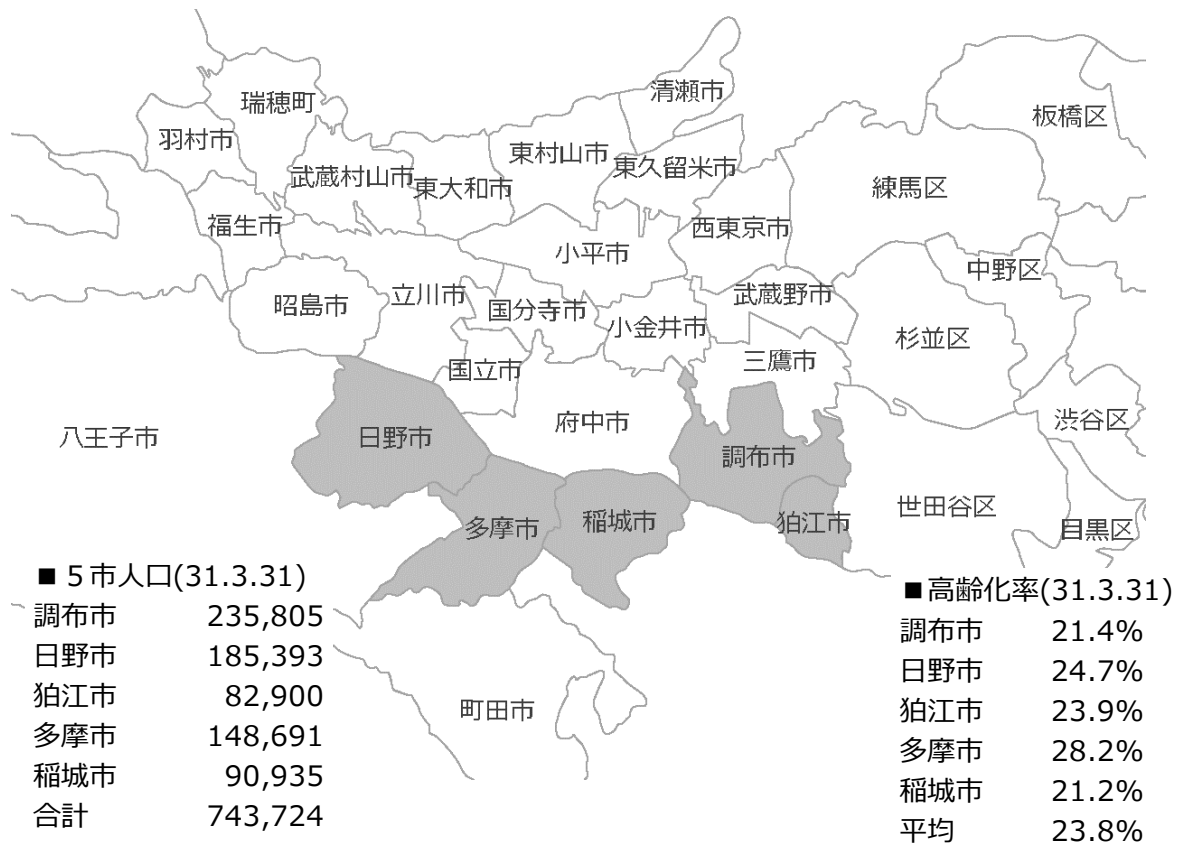 清瀬市
瑞穂町
板橋区
羽村市
東村山市
東久留米市
武蔵村山市
東大和市
練馬区
福生市
西東京市
小平市
中野区
昭島市
立川市
国分寺市
武蔵野市
小金井市
杉並区
国立市
三鷹市
渋谷区
府中市
八王子市
日野市
調布市
世田谷区
多摩市
稲城市
狛江市
目黒区
町田市
■５市人口(31.3.31)
調布市 235,805
日野市 185,393
狛江市 82,900
多摩市 148,691
稲城市 90,935
合計 743,724
■高齢化率(31.3.31)
調布市 21.4%
日野市 24.7%
狛江市 23.9%
多摩市 28.2%
稲城市 21.2%
平均 23.8%